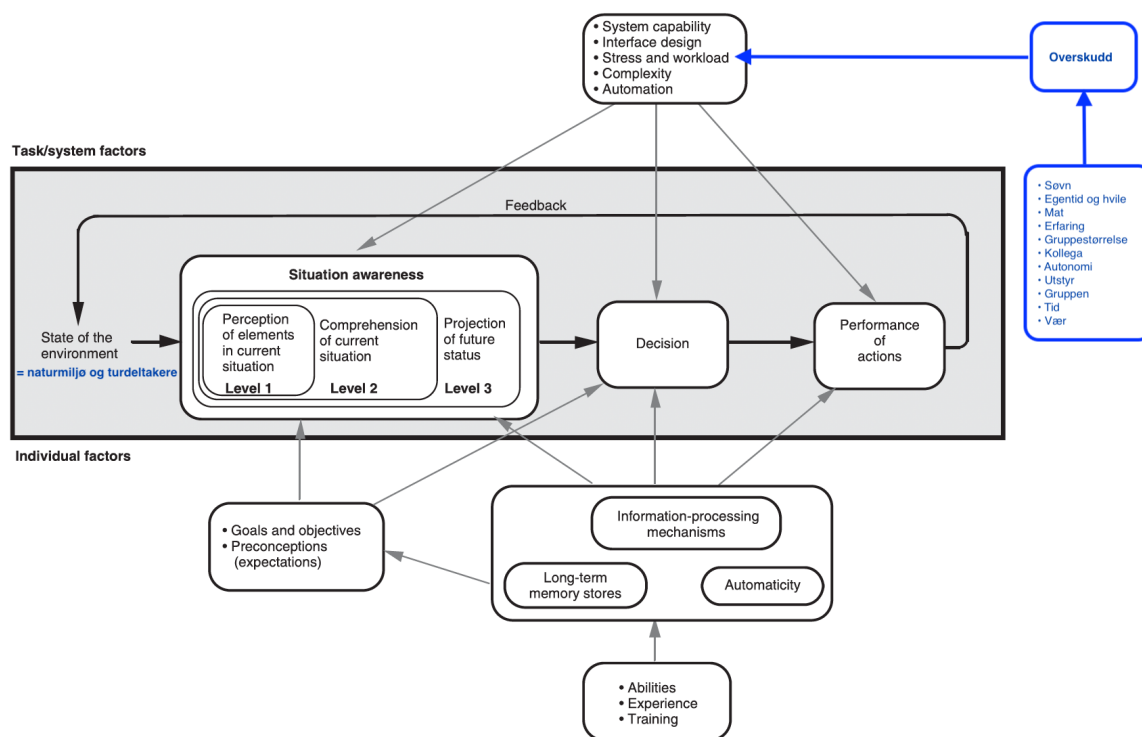 • System capability
• Interface design
• Stress and workload
• Complexity
• Automation
Overskudd
Task/system factors
• Søvn
• Egentid og hvile
• Mat
• Erfaring
• Gruppestørrelse
• Kollega
• Autonomi
• Utstyr
• Gruppen
• Tid
• Vær
Feedback
Situation awareness
State of the
environment
= naturmiljø og turdeltakere
Perception
of elements
in current
situation
Level 1
Comprehension
of current
situation
Level 2
Projection
of future
status
Level 3
Decision
Performance
of
actions
Individual factors
• Goals and objectives
• Preconceptions
(expectations)
Information-processing
mechanisms
Long-term
memory stores
Automaticity
• Abilities
• Experience
• Training